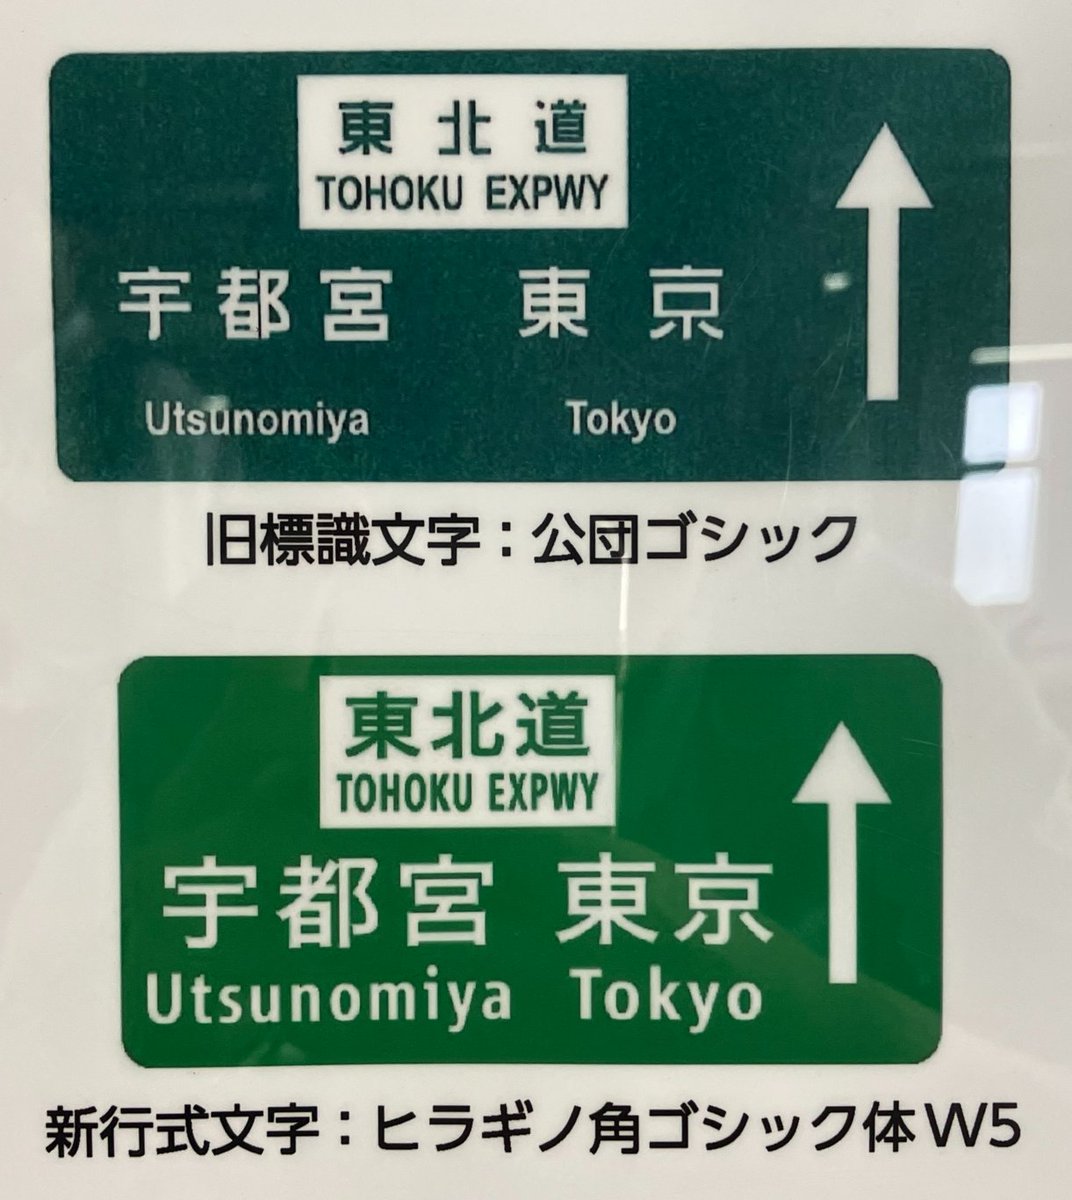 東北道
TOHOKU EXPWY
宇都宮 東京
Utsunomiya Tokyo
旧標識文字：公団ゴシック
東北道
TOHOKU EXPWY
宇都宮 東京
Utsunomiya Tokyo
新行式文字：ヒラギノ角ゴシック体W5